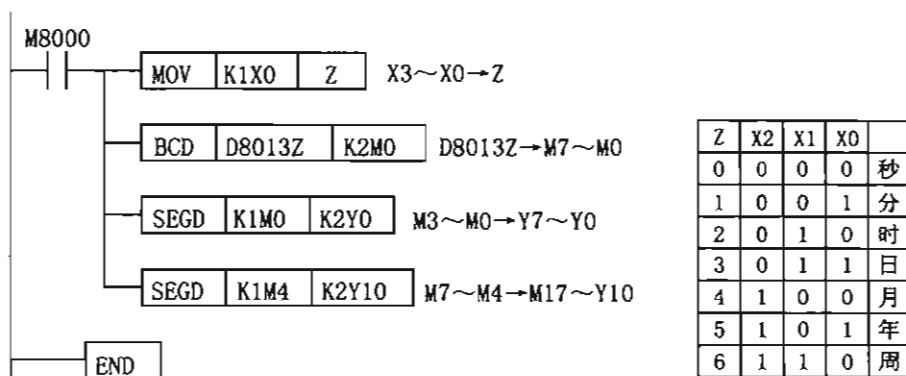 M8000
MOV K1X0 Z X3～X0→Z
BCD D8013Z K2M0 D8013Z→M7～M0
SEGD K1M0 K2Y0 M3～M0→Y7～Y0
SEGD K1M4 K2Y10 M7～M4→M17～Y10
END
Z X2 X1 X0
0 0 0 0 秒
1 0 0 1 分
2 0 1 0 时
3 0 1 1 日
4 1 0 0 月
5 1 0 1 年
6 1 1 0 周